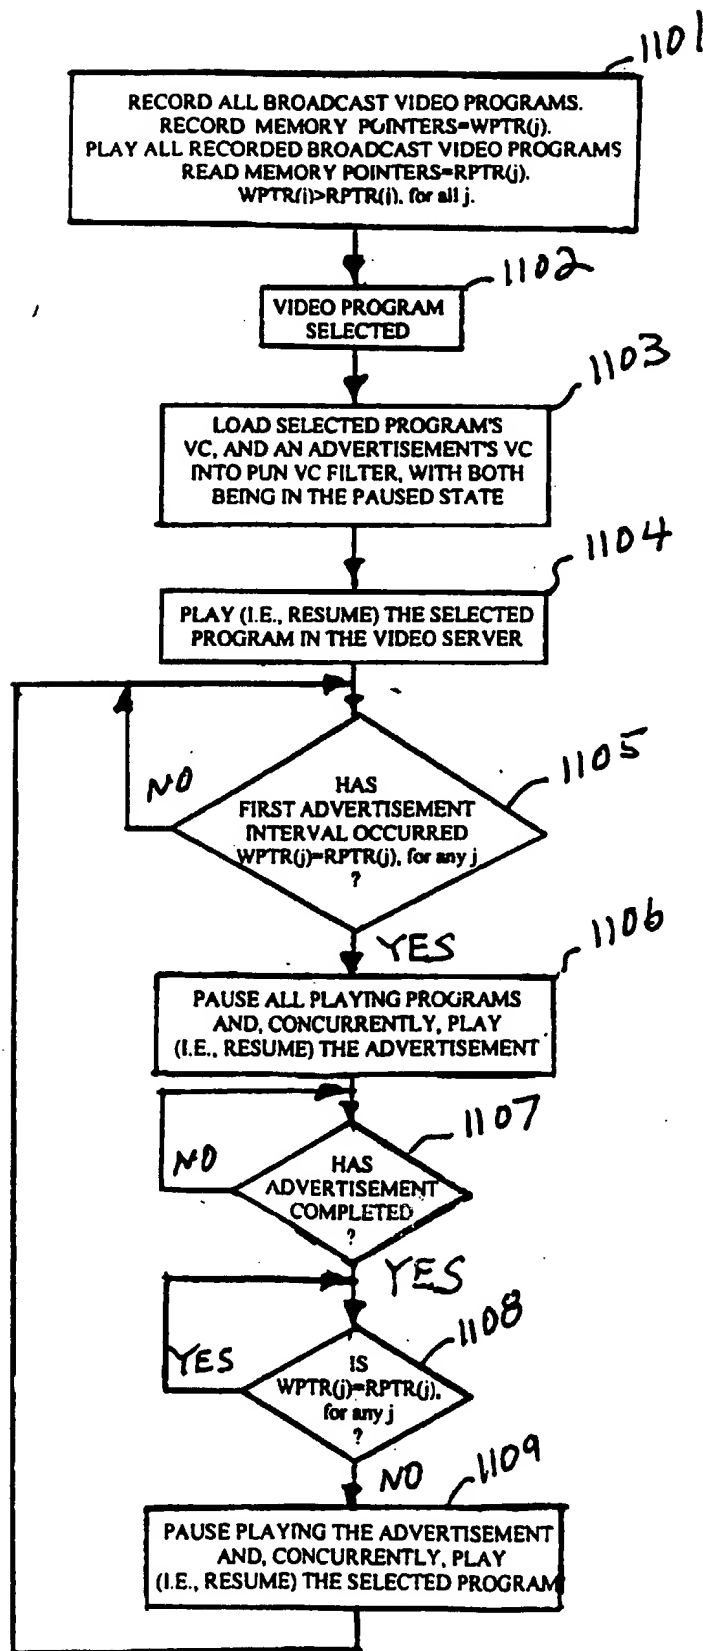 1101
RECORD ALL BROADCAST VIDEO PROGRAMS.
RECORD MEMORY POINTERS=WPTR(j).
PLAY ALL RECORDED BROADCAST VIDEO PROGRAMS
READ MEMORY POINTERS=RPTR(j).
WPTR(j)>RPTR(j), for all j.
1102
VIDEO PROGRAM
SELECTED
1103
LOAD SELECTED PROGRAM'S
VC, AND AN ADVERTISEMENT'S VC
INTO PUN VC FILTER, WITH BOTH
BEING IN THE PAUSED STATE
1104
PLAY (I.E., RESUME) THE SELECTED
PROGRAM IN THE VIDEO SERVER
1105
NO
HAS
FIRST ADVERTISEMENT
INTERVAL OCCURRED
WPTR(j)=RPTR(j), for any j
?
YES
1106
PAUSE ALL PLAYING PROGRAMS
AND, CONCURRENTLY, PLAY
(I.E., RESUME) THE ADVERTISEMENT
1107
NO
HAS
ADVERTISEMENT
COMPLETED
?
YES
1108
YES
IS
WPTR(j)=RPTR(j),
for any j
?
NO
1109
PAUSE PLAYING THE ADVERTISEMENT
AND, CONCURRENTLY, PLAY
(I.E., RESUME) THE SELECTED PROGRAM